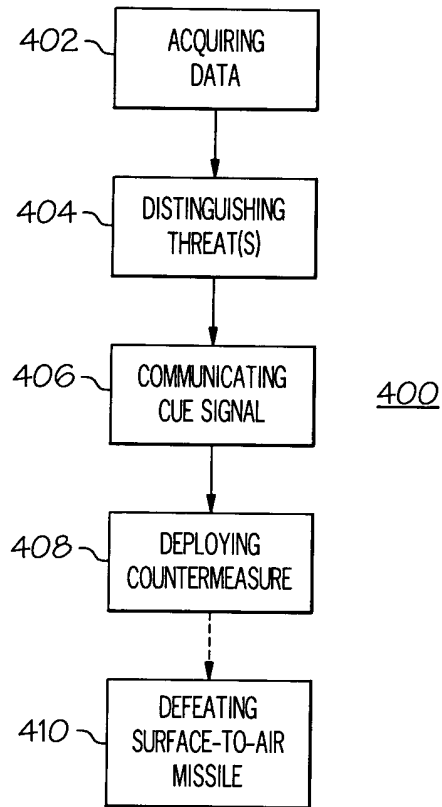 402
ACQUIRING
DATA
404
DISTINGUISHING
THREAT(S)
406
COMMUNICATING
CUE SIGNAL
400
408
DEPLOYING
COUNTERMEASURE
410
DEFEATING
SURFACE-TO-AIR
MISSILE